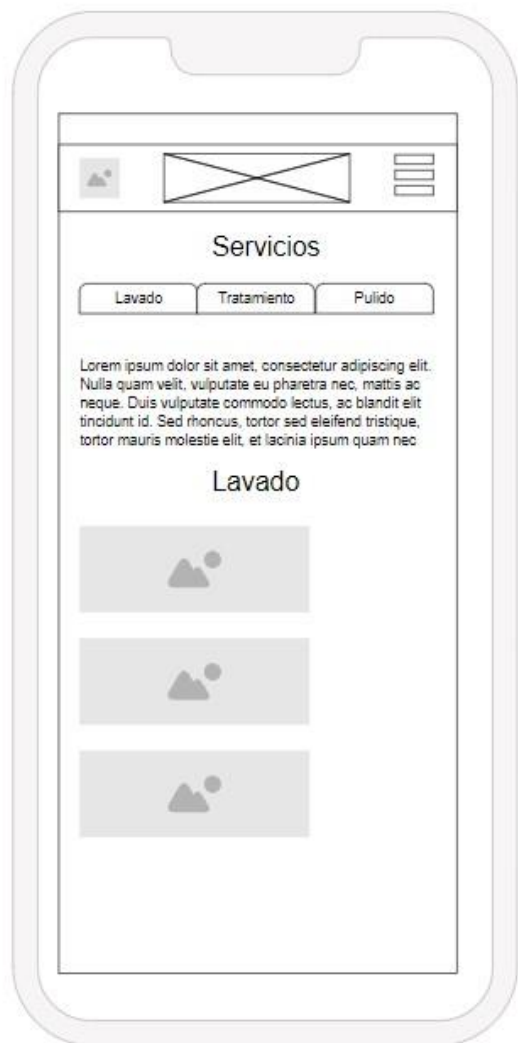 Servicios
Lavado Tratamiento Pulido
Lorem ipsum dolor sit amet, consectetur adipiscing elit.
Nulla quam velit, vulputate eu pharetra nec, mattis ac
neque. Duis vulputate commodo lectus, ac blandit elit
tincidunt id. Sed rhoncus, tortor sed eleifend tristique,
tortor mauris molestie elit, et lacinia ipsum quam nec
Lavado